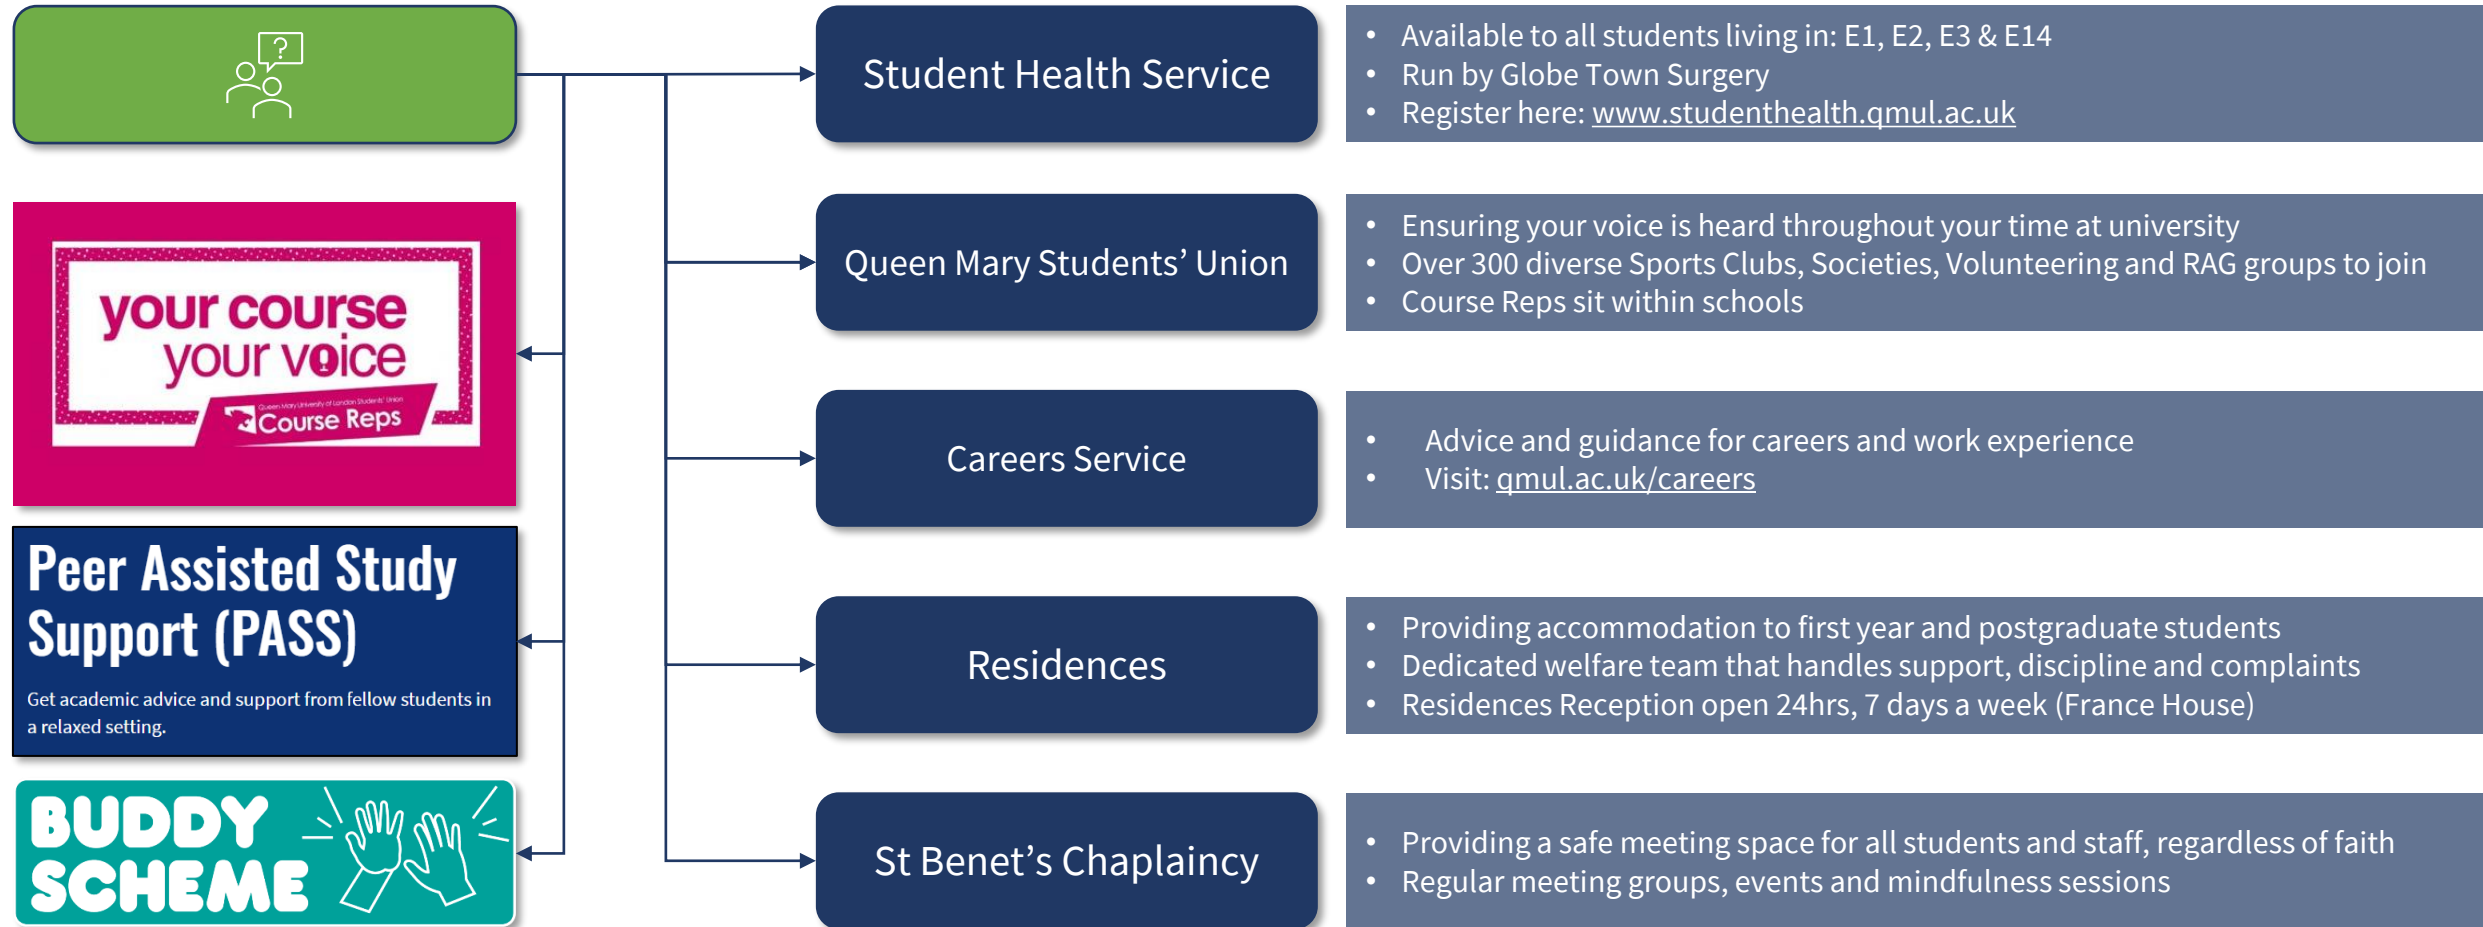 ?
Student Health Service
• Available to all students living in: E1, E2, E3 & E14
• Run by Globe Town Surgery
• Register here: www.studenthealth.qmul.ac.uk
your course
your voice
Queen Mary University of London Students' Union
Course Reps
Queen Mary Students’ Union
• Ensuring your voice is heard throughout your time at university
• Over 300 diverse Sports Clubs, Societies, Volunteering and RAG groups to join
• Course Reps sit within schools
Careers Service
• Advice and guidance for careers and work experience
• Visit: qmul.ac.uk/careers
Peer Assisted Study
Support (PASS)
Get academic advice and support from fellow students in
a relaxed setting.
Residences
• Providing accommodation to first year and postgraduate students
• Dedicated welfare team that handles support, discipline and complaints
• Residences Reception open 24hrs, 7 days a week (France House)
BUDDY
SCHEME
St Benet’s Chaplaincy
• Providing a safe meeting space for all students and staff, regardless of faith
• Regular meeting groups, events and mindfulness sessions